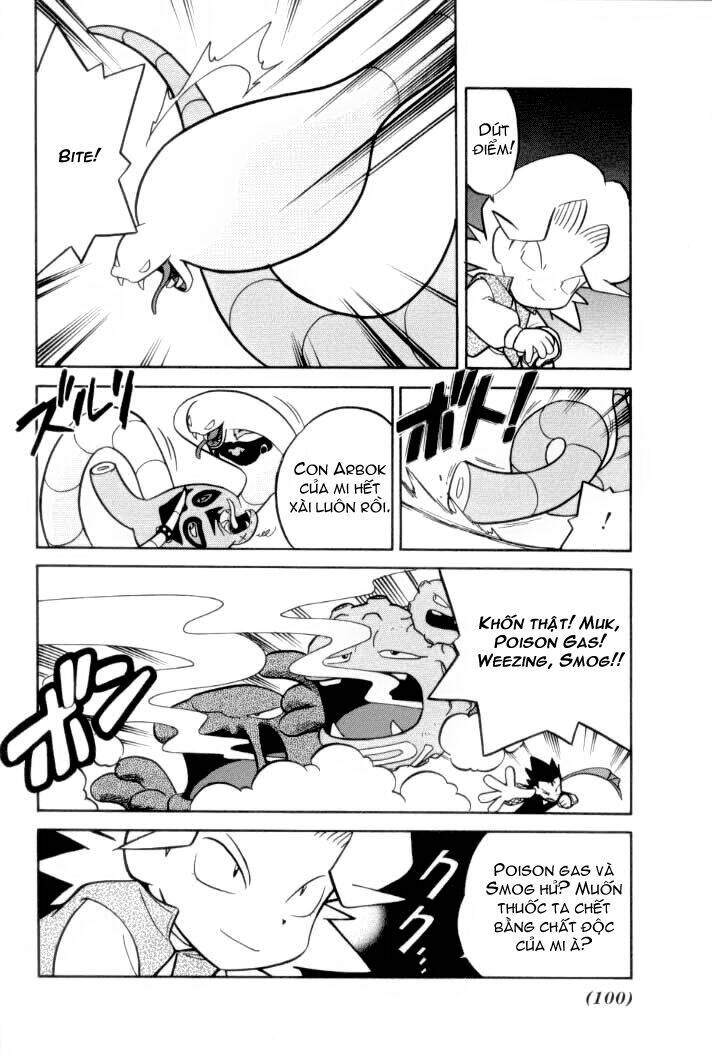 DỨT
ĐIỂM!
BITE!
ボト!
!
ズルリ
CON ARBOK
CỦA MI HẾT
XÀI LUÔN RỒI.
KHỐN THẬT! MUK,
POISON GAS!
WEEZING, SMOG!!
ボン
POISON GAS VÀ
SMOG HỬ? MUỐN
THUỐC TA CHẾT
BẰNG CHẤT ĐỘC
CỦA MI À?
クク…
(100)